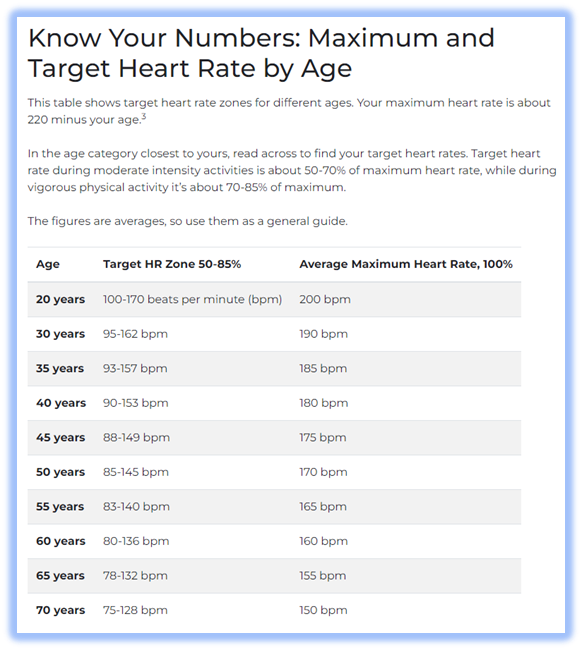 Know Your Numbers: Maximum and
Target Heart Rate by Age
This table shows target heart rate zones for different ages. Your maximum heart rate is about
220 minus your age.3
In the age category closest to yours, read across to find your target heart rates. Target heart
rate during moderate intensity activities is about 50-70% of maximum heart rate, while during
vigorous physical activity it’s about 70-85% of maximum.
The figures are averages, so use them as a general guide.
Age Target HR Zone 50-85% Average Maximum Heart Rate, 100%
20 years 100-170 beats per minute (bpm) 200 bpm
30 years 95-162 bpm 190 bpm
35 years 93-157 bpm 185 bpm
40 years 90-153 bpm 180 bpm
45 years 88-149 bpm 175 bpm
50 years 85-145 bpm 170 bpm
55 years 83-140 bpm 165 bpm
60 years 80-136 bpm 160 bpm
65 years 78-132 bpm 155 bpm
70 years 75-128 bpm 150 bpm